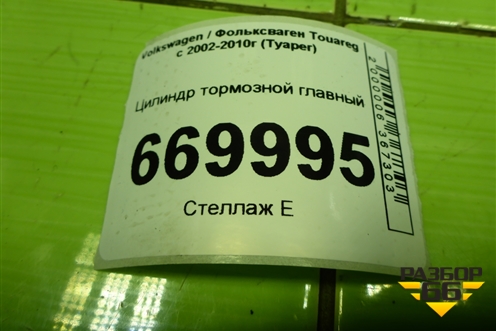 Volkswagen / Фольксваген Touareg
с 2002-2010г (Туарег)
Цилиндр тормозной главный
669995
Стеллаж Е
2000006367303
РАЗБОР
66